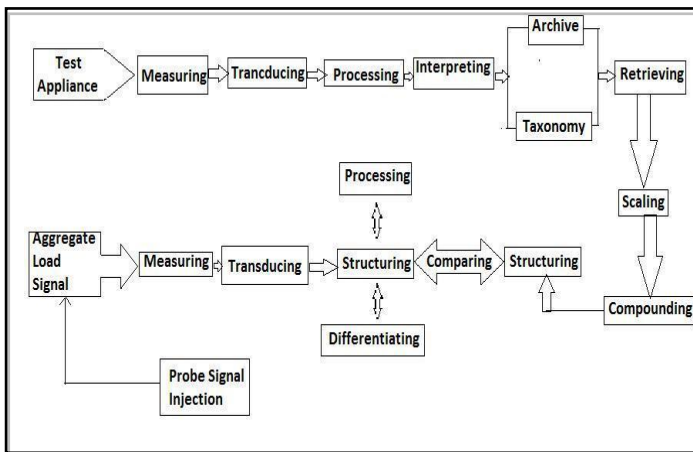 Archive
Test
Appliance
Measuring
Trancducing
Processing
Interpreting
Retrieving
Taxonomy
Processing
Scaling
Aggregate
Load
Signal
Measuring
Transducing
Structuring
Comparing
Structuring
Compounding
Differentiating
Probe Signal
Injection